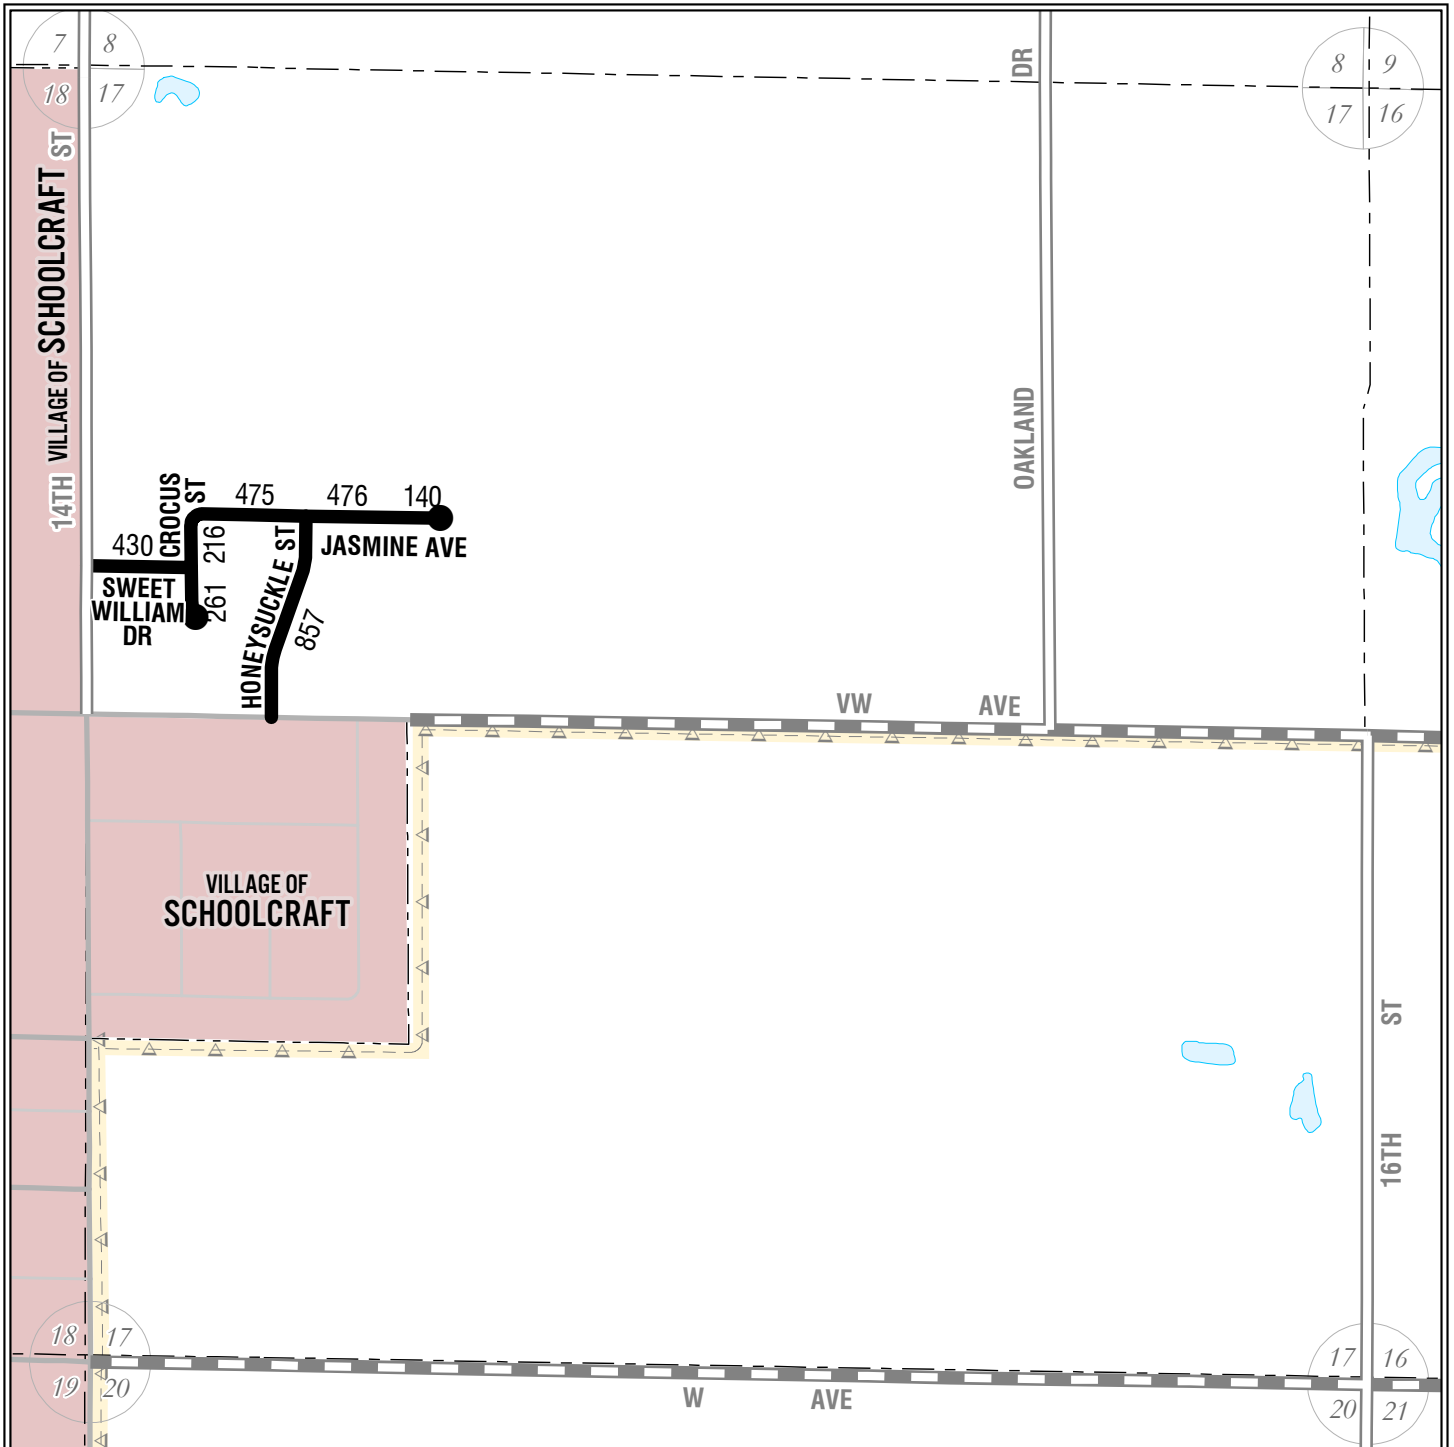 7 8
18 17
8 9
17 16
DR
14TH ST
VILLAGE OF SCHOOLCRAFT
OAKLAND
CROCUS
ST
475 476 140
430
216
261
SWEET
WILLIAM
DR
HONEYSUCKLE ST
857
JASMINE AVE
VW AVE
VILLAGE OF
SCHOOLCRAFT
16TH ST
18 17
19 20
17 16
20 21
W AVE